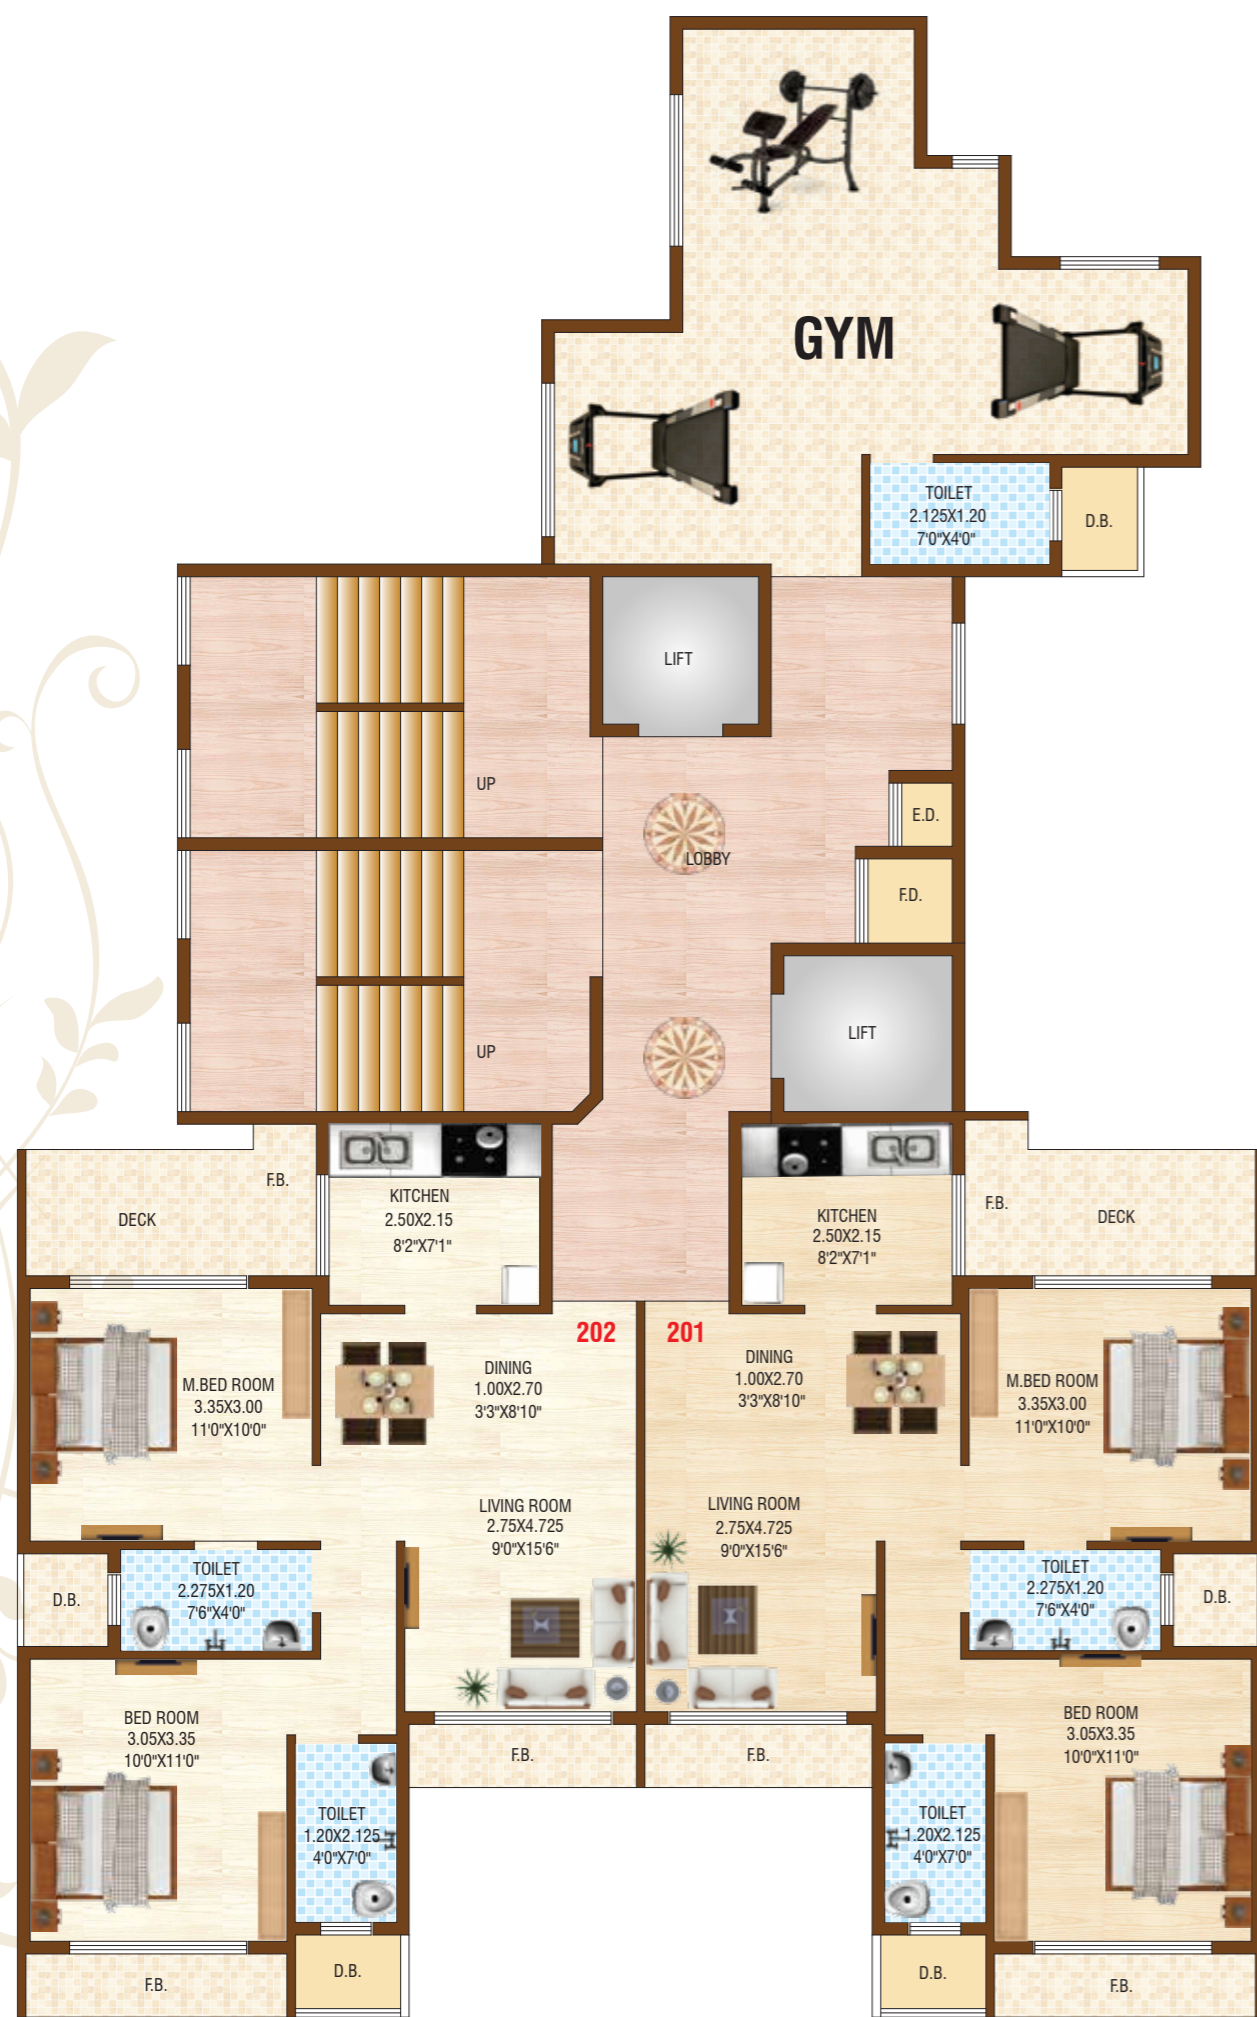 GYM
TOILET
2.125X1.20
7'0"X4'0"
D.B.
LIFT
UP
E.D.
LOBBY
F.D.
LIFT
UP
F.B.
DECK
KITCHEN
2.50X2.15
8'2"X7'1"
KITCHEN
2.50X2.15
8'2"X7'1"
F.B.
DECK
202
201
M.BED ROOM
3.35X3.00
11'0"X10'0"
DINING
1.00X2.70
3'3"X8'10"
DINING
1.00X2.70
3'3"X8'10"
M.BED ROOM
3.35X3.00
11'0"X10'0"
LIVING ROOM
2.75X4.725
9'0"X15'6"
LIVING ROOM
2.75X4.725
9'0"X15'6"
D.B.
TOILET
2.275X1.20
7'6"X4'0"
TOILET
2.275X1.20
7'6"X4'0"
D.B.
BED ROOM
3.05X3.35
10'0"X11'0"
F.B.
F.B.
BED ROOM
3.05X3.35
10'0"X11'0"
TOILET
1.20X2.125
4'0"X7'0"
TOILET
1.20X2.125
4'0"X7'0"
F.B.
D.B.
D.B.
F.B.